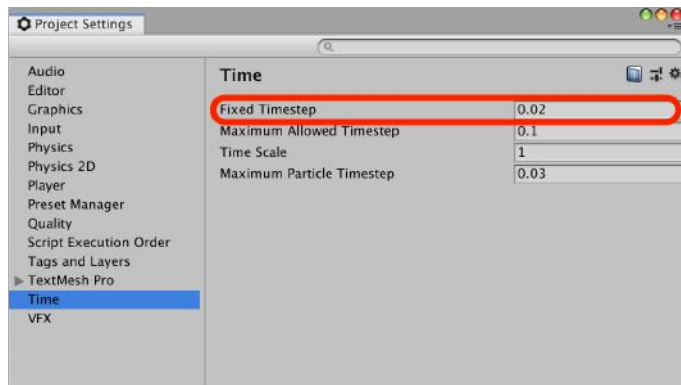 Project Settings
Audio
Editor
Graphics
Input
Physics
Physics 2D
Player
Preset Manager
Quality
Script Execution Order
Tags and Layers
TextMesh Pro
Time
VFX
Time
Fixed Timestep 0.02
Maximum Allowed Timestep 0.1
Time Scale 1
Maximum Particle Timestep 0.03